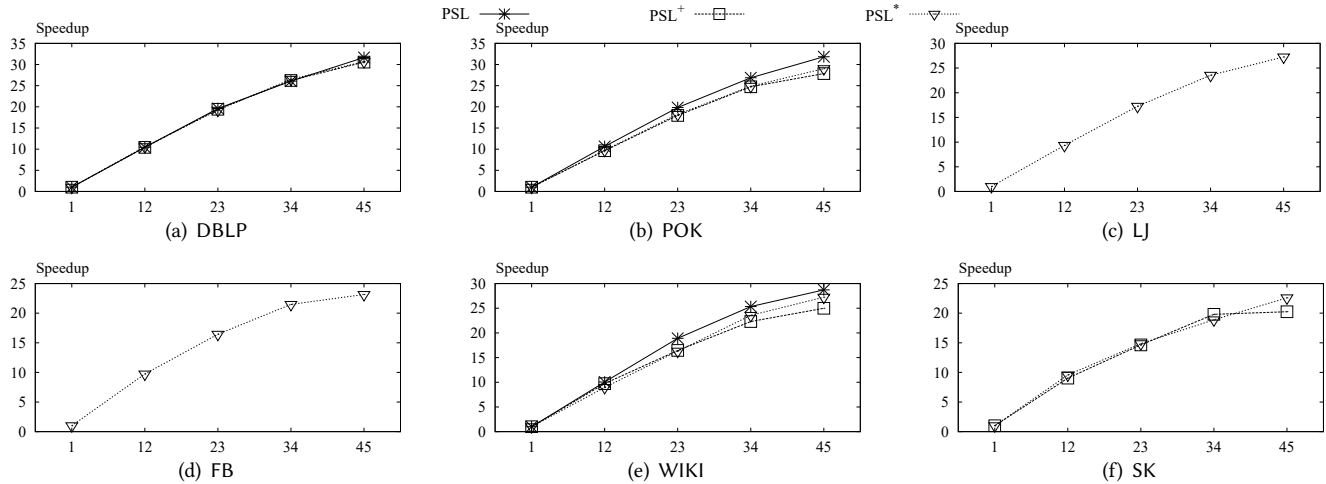 PSL PSL+ PSL*
Speedup Speedup Speedup
35 35 30
30 30 25
25 25 20
20 20 15
15 15 10
10 10 5
5 5 0
0 0
1 12 23 34 45 1 12 23 34 45 1 12 23 34 45
(a) DBLP (b) POK (c) LJ
Speedup Speedup Speedup
25 30 25
20 25 20
15 20 15
10 15 10
5 10 5
0 5 0
0
1 12 23 34 45 1 12 23 34 45 1 12 23 34 45
(d) FB (e) WIKI (f) SK